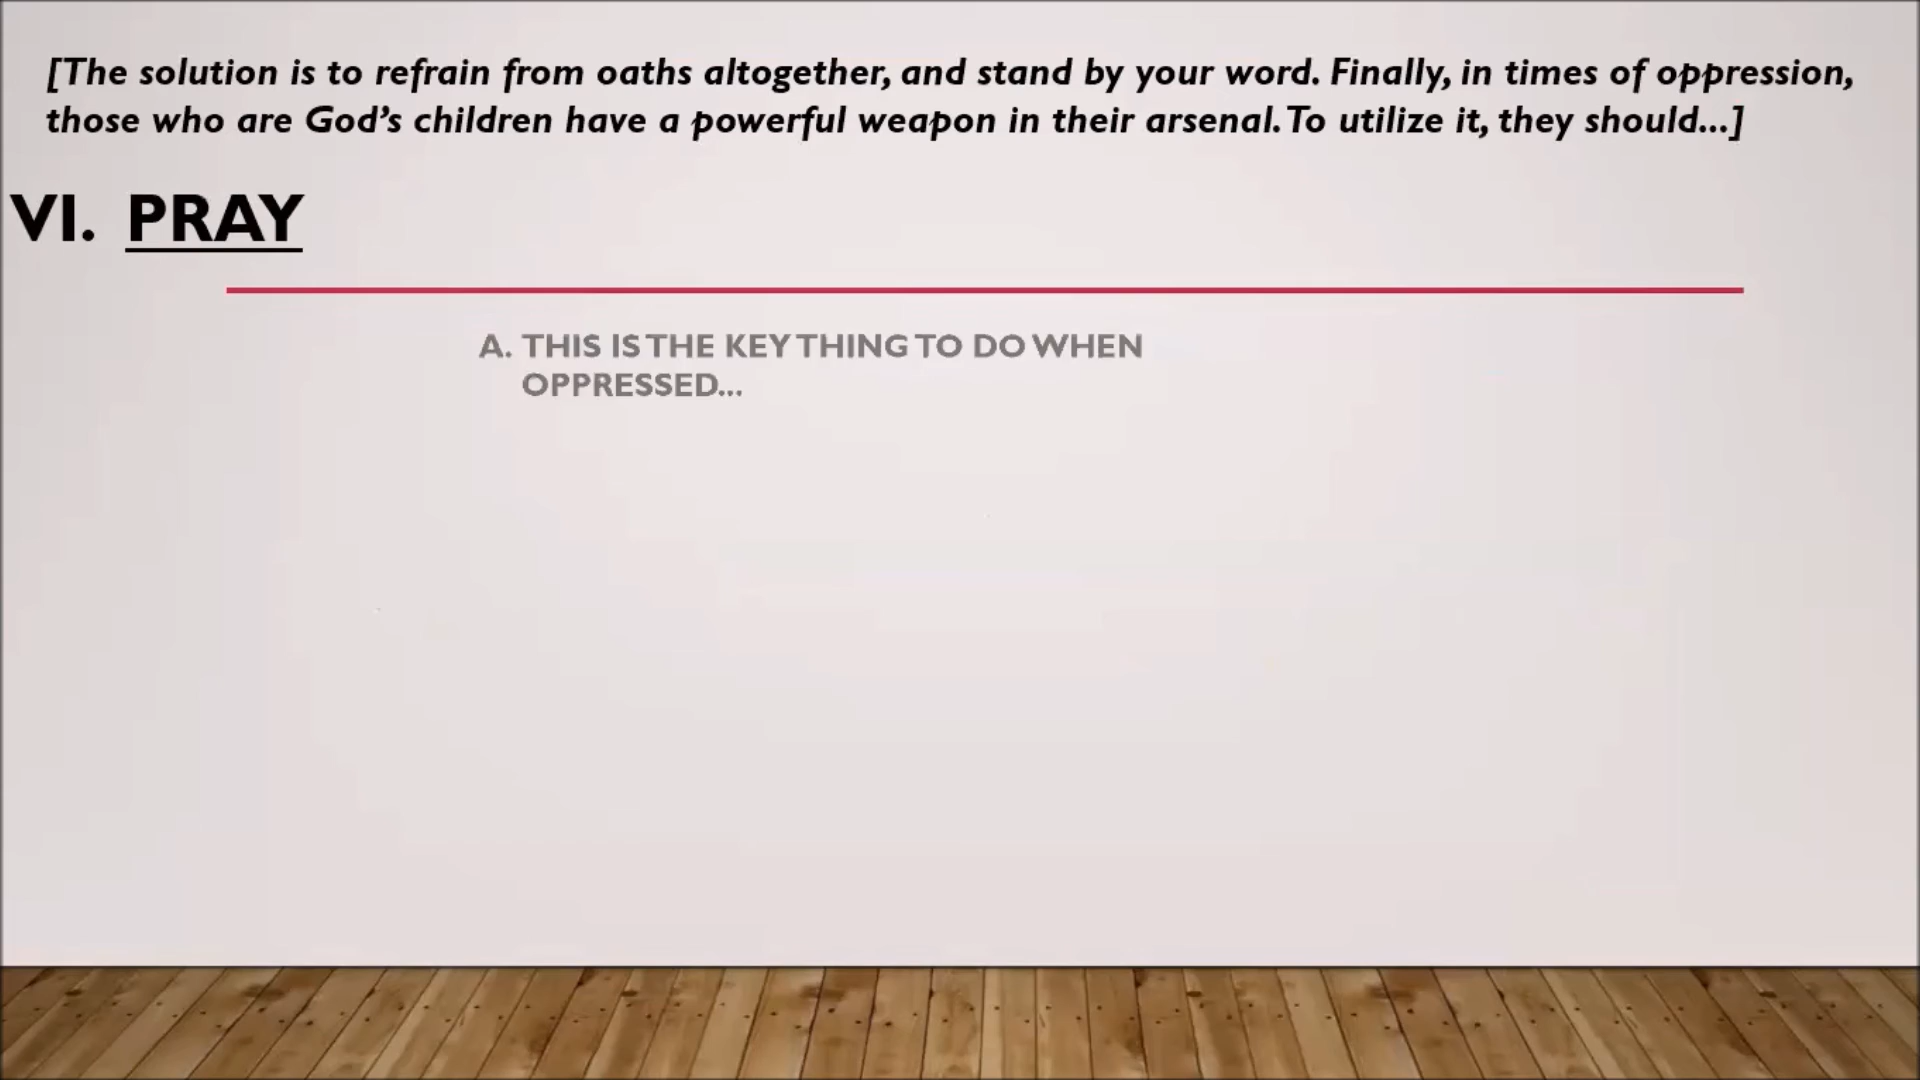 [The solution is to refrain from oaths altogether, and stand by your word. Finally, in times of oppression,
those who are God’s children have a powerful weapon in their arsenal. To utilize it, they should...]
VI. PRAY
A. THIS IS THE KEY THING TO DO WHEN
OPPRESSED...